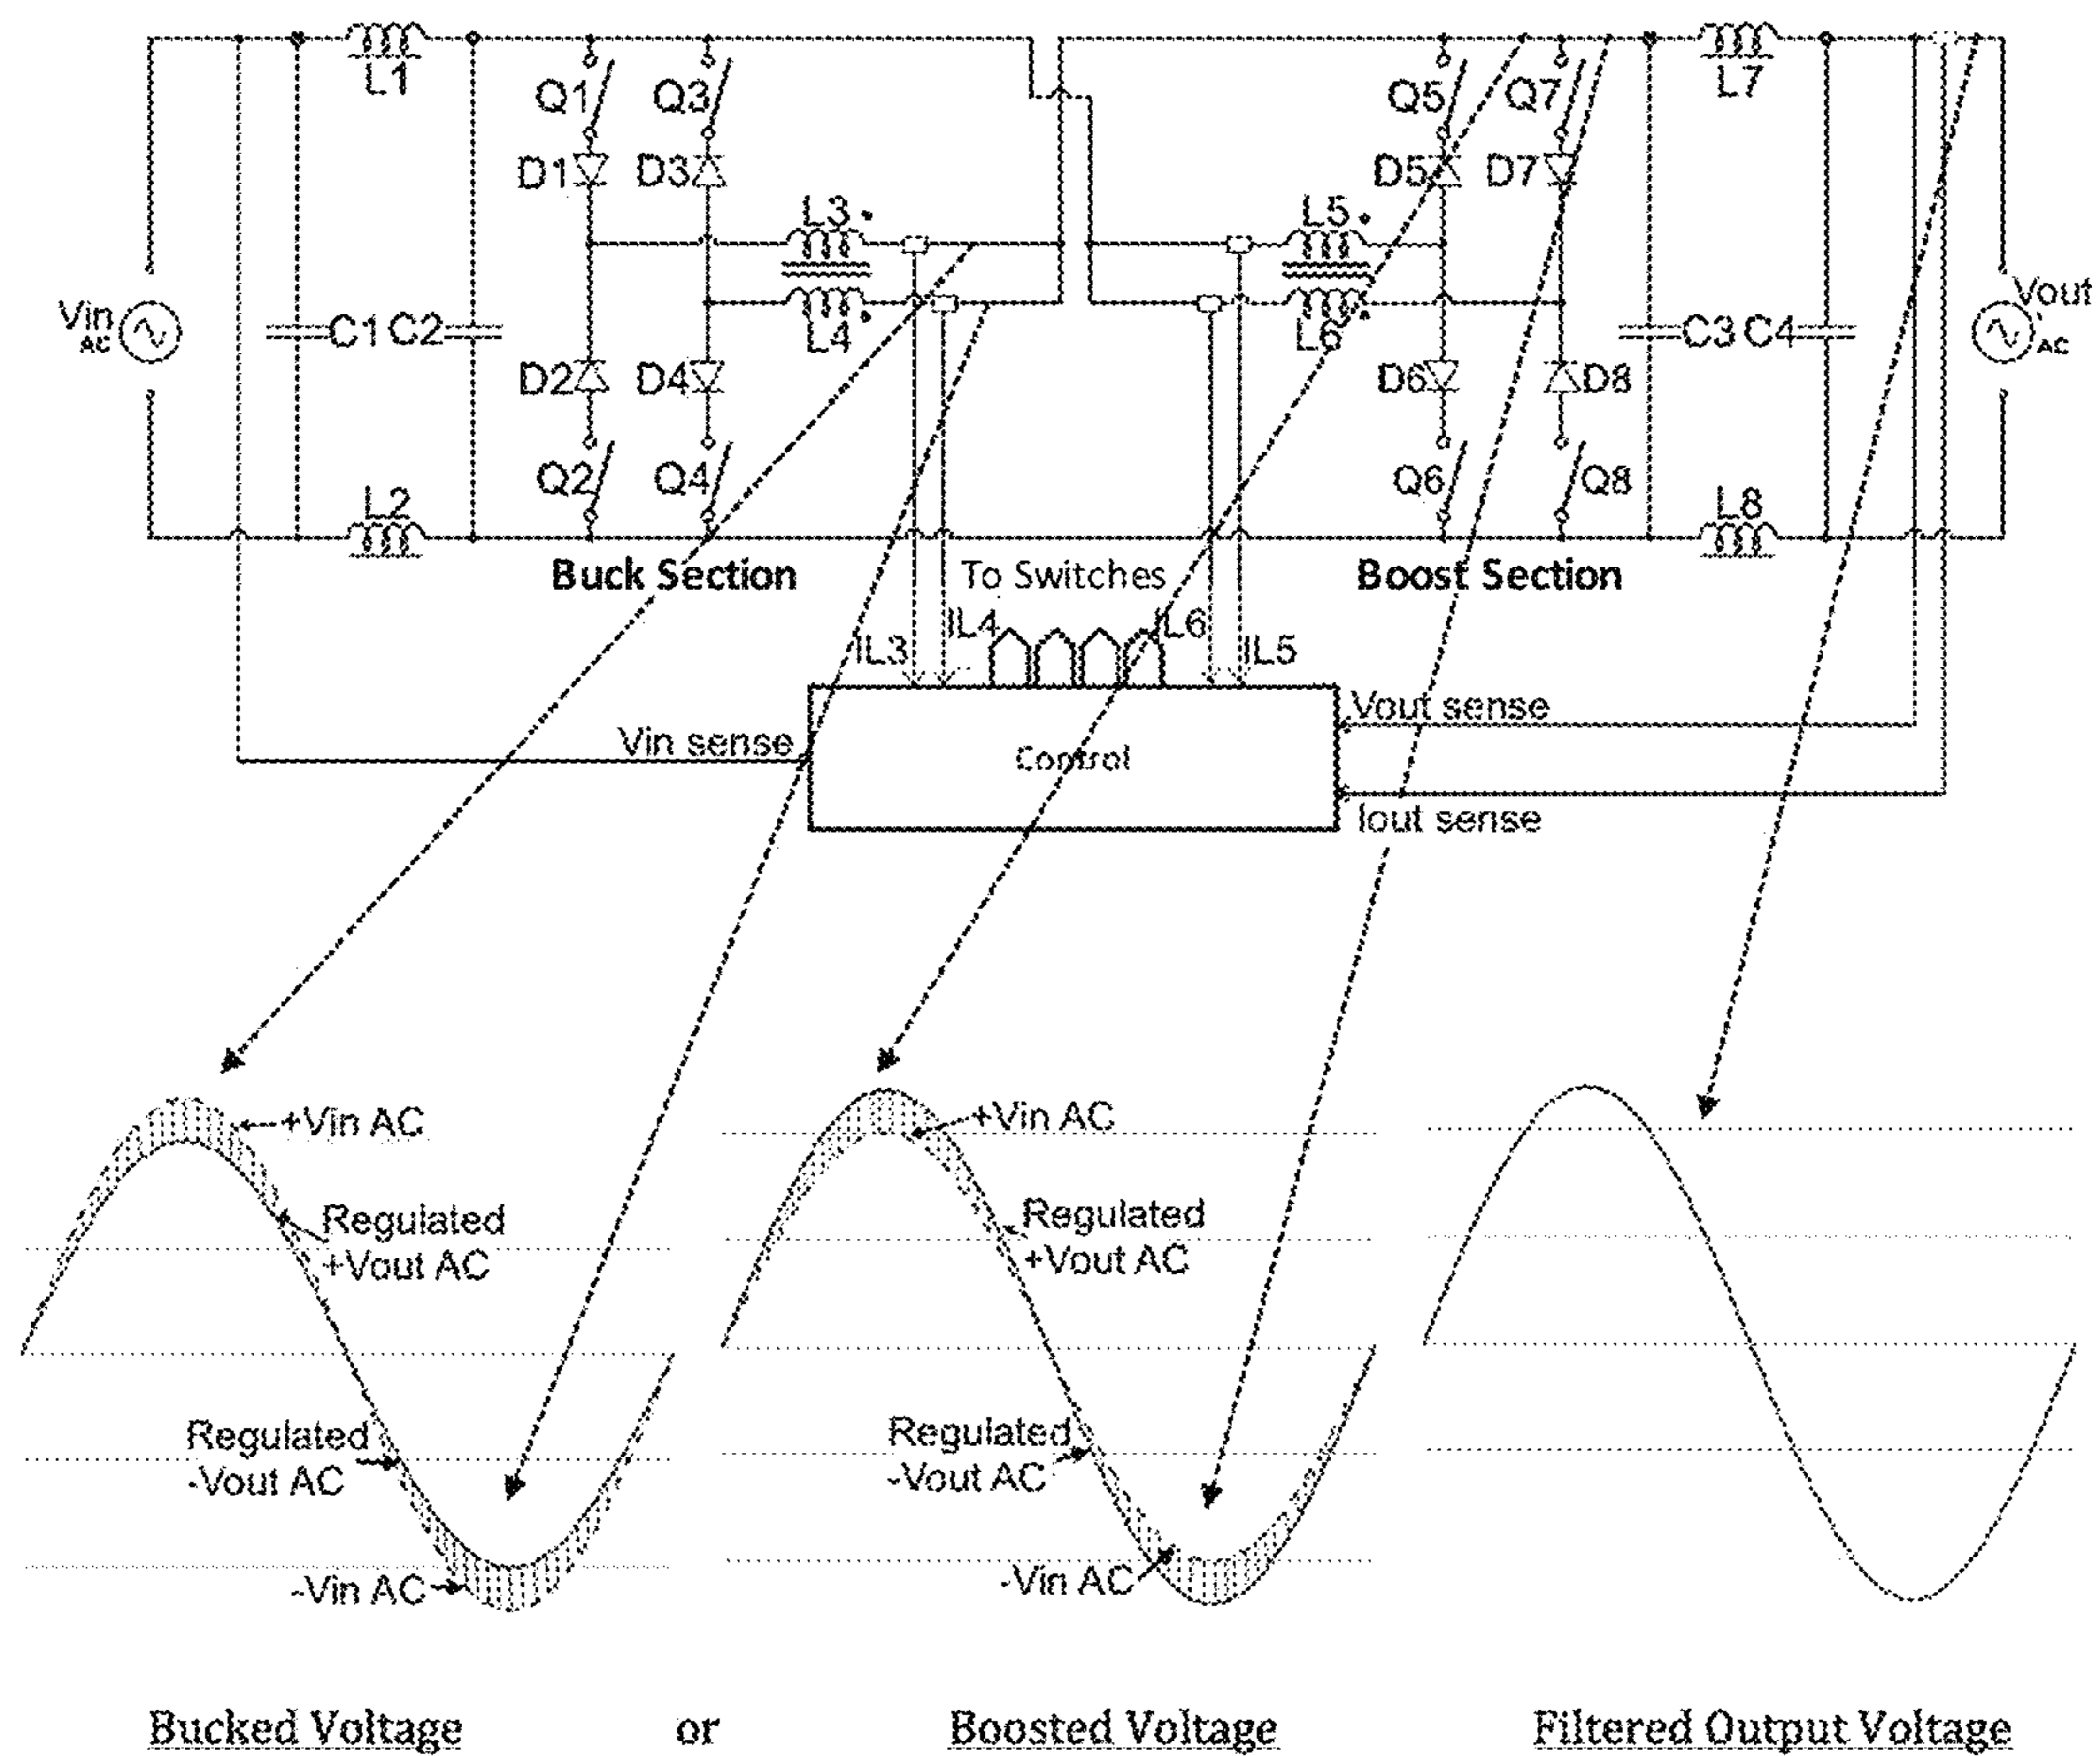 L1
L7
Q1
Q3
Q5
Q7
D1
D3
D5
D7
L3
L5
Vin
AC
C1
C2
L4
L6
C3
C4
Vout
AC
D2
D4
D6
D8
Q2
Q4
Q6
Q8
L2
L8
Buck Section
To Switches
Boost Section
IL3
IL4
IL6
IL5
Vin sense
Control
Vout sense
Iout sense
+Vin AC
Regulated
+Vout AC
Regulated
-Vout AC
-Vin AC
+Vin AC
Regulated
+Vout AC
Regulated
-Vout AC
-Vin AC
Bucked Voltage
or
Boosted Voltage
Filtered Output Voltage